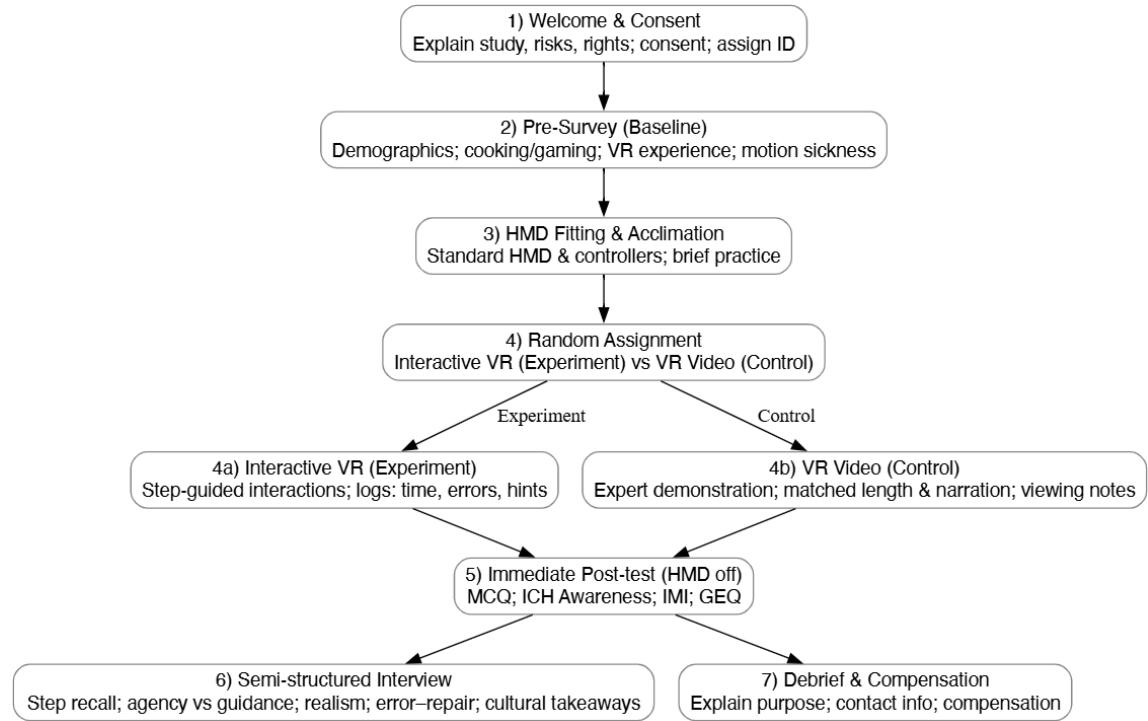 1) Welcome & Consent
Explain study, risks, rights; consent; assign ID
2) Pre-Survey (Baseline)
Demographics; cooking/gaming; VR experience; motion sickness
3) HMD Fitting & Acclimation
Standard HMD & controllers; brief practice
4) Random Assignment
Interactive VR (Experiment) vs VR Video (Control)
Experiment
Control
4a) Interactive VR (Experiment)
Step-guided interactions; logs: time, errors, hints
4b) VR Video (Control)
Expert demonstration; matched length & narration; viewing notes
5) Immediate Post-test (HMD off)
MCQ; ICH Awareness; IMI; GEQ
6) Semi-structured Interview
Step recall; agency vs guidance; realism; error–repair; cultural takeaways
7) Debrief & Compensation
Explain purpose; contact info; compensation